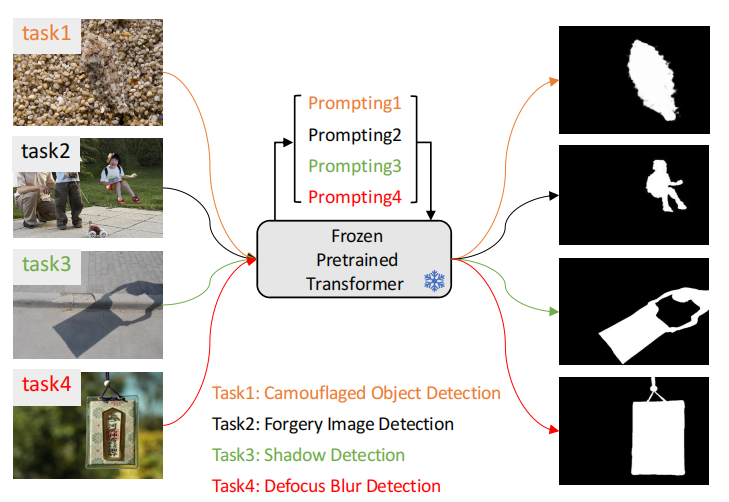 task1
task2
task3
task4
Prompting1
Prompting2
Prompting3
Prompting4
Frozen
Pretrained
Transformer
Task1: Camouflaged Object Detection
Task2: Forgery Image Detection
Task3: Shadow Detection
Task4: Defocus Blur Detection